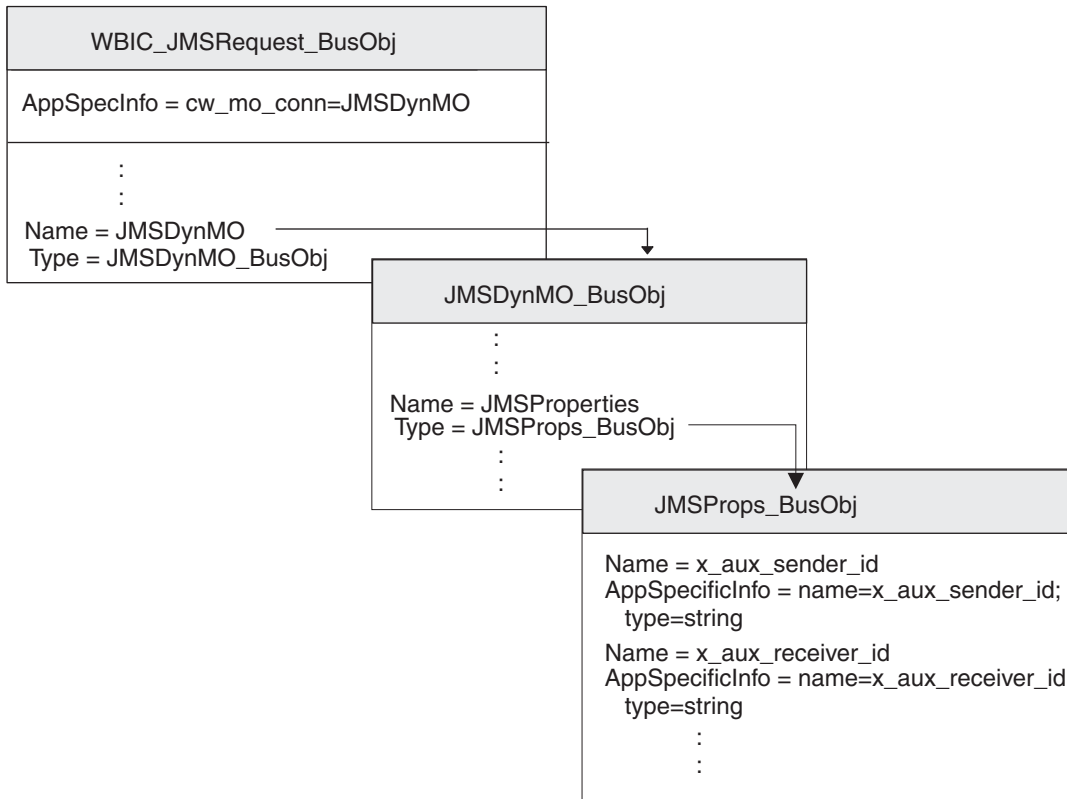 WBIC_JMSRequest_BusObj
AppSpecInfo = cw_mo_conn=JMSDynMO
:
:
Name = JMSDynMO
Type = JMSDynMO_BusObj
JMSDynMO_BusObj
:
:
Name = JMSProperties
Type = JMSProps_BusObj
:
:
JMSProps_BusObj
Name = x_aux_sender_id
AppSpecificInfo = name=x_aux_sender_id;
type=string
Name = x_aux_receiver_id
AppSpecificInfo = name=x_aux_receiver_id
type=string
:
: